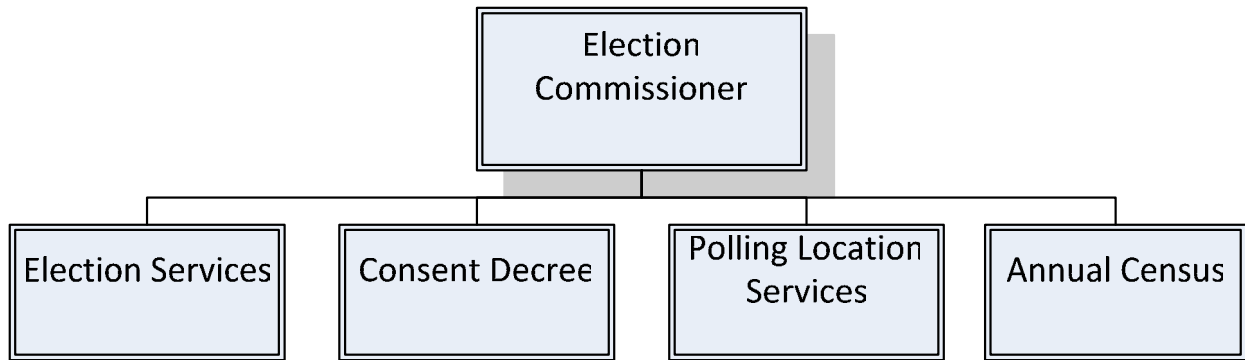 Election
Commissioner
Election Services
Consent Decree
Polling Location
Services
Annual Census